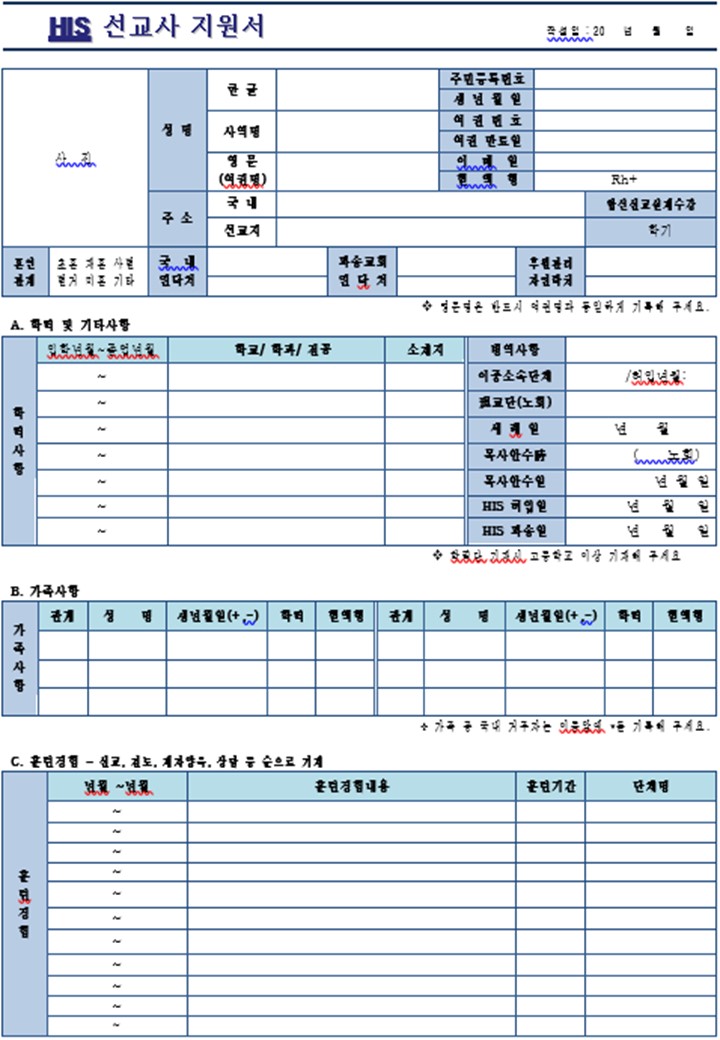 HIS 선교사 지원서
작성일 : 20 년 월 일
사 진
성 명
한 글
주민등록번호
생 년 월 일
사역명
여 권 번 호
여권 만료일
영 문
(여권명)
이 메 일
혈 액 형
Rh+
주 소
국 내
선교지
학기
혼인
관계
초혼 재혼 사별
별거 미혼 기타
국 내
연락처
파송교회
연 락 처
후원관리
자연락처
※ 영문명은 반드시 여권명과 동일하게 기록해 주세요.
A. 학력 및 기타사항
학력사항
입학년월~졸업년월
학교/ 학과/ 전공
소재지
병역사항
~
이중소속단체
/허입년월:
~
교단(노회)
~
세 례 일
년 월
~
목사안수
( 노회)
~
목사안수일
년 월 일
~
HIS 허입일
년 월 일
~
HIS 파송일
년 월 일
※ 학력란 기재시 고등학교 이상 기재해 주세요
B. 가족사항
가족사항
관계 성 명 생년월일(+,-) 학력 혈액형 관계 성 명 생년월일(+,-) 학력 혈액형
※ 가족 중 국내 거주자는 이름앞에 *를 기록해 주세요.
C. 훈련경험 – 선교, 전도, 제자양육, 상담 등 순으로 기재
훈련경험
년월 ~년월
훈련경험내용
훈련기간
단체명
~
~
~
~
~
~
~
~
~
~
~